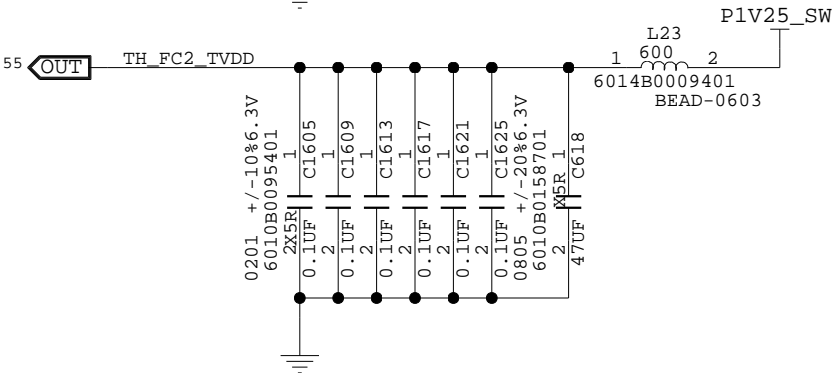 P1V25_SW
L23
600
1 2
6014B0009401
BEAD-0603
55 OUT TH_FC2_TVDD
0201 +/-10%6.3V
6010B0095401
2X5R 1
C1605
0.1UF
1 2
C1609
0.1UF
1 2
C1613
0.1UF
1 2
C1617
0.1UF
1 2
C1621
0.1UF
1 2
C1625
0.1UF
0805 +/-20%6.3V
6010B0158701
2 X5R 1
C618
47UF